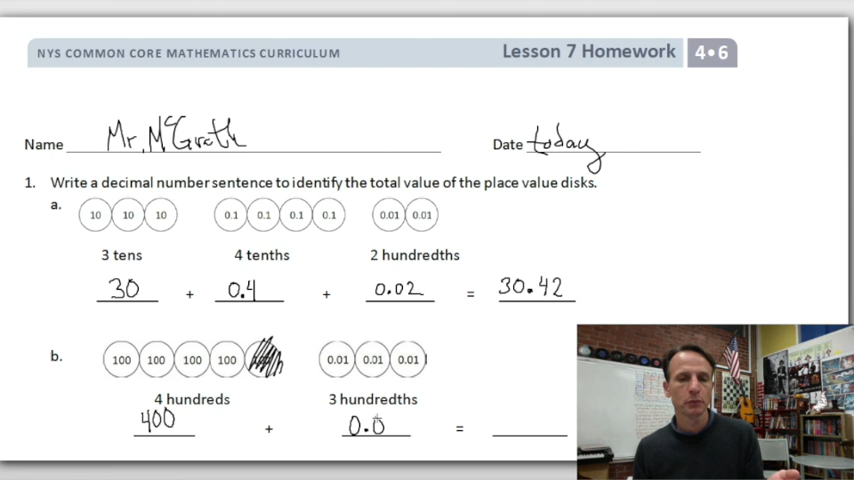 NYS COMMON CORE MATHEMATICS CURRICULUM Lesson 7 Homework 4•6
Name Mr. McGrath Date today
1. Write a decimal number sentence to identify the total value of the place value disks.
a. 10 10 10 0.1 0.1 0.1 0.1 0.01 0.01
3 tens 4 tenths 2 hundredths
30 + 0.4 + 0.02 = 30.42
b. 100 100 100 100 0.01 0.01 0.01
4 hundreds 3 hundredths
400 + 0.0 =